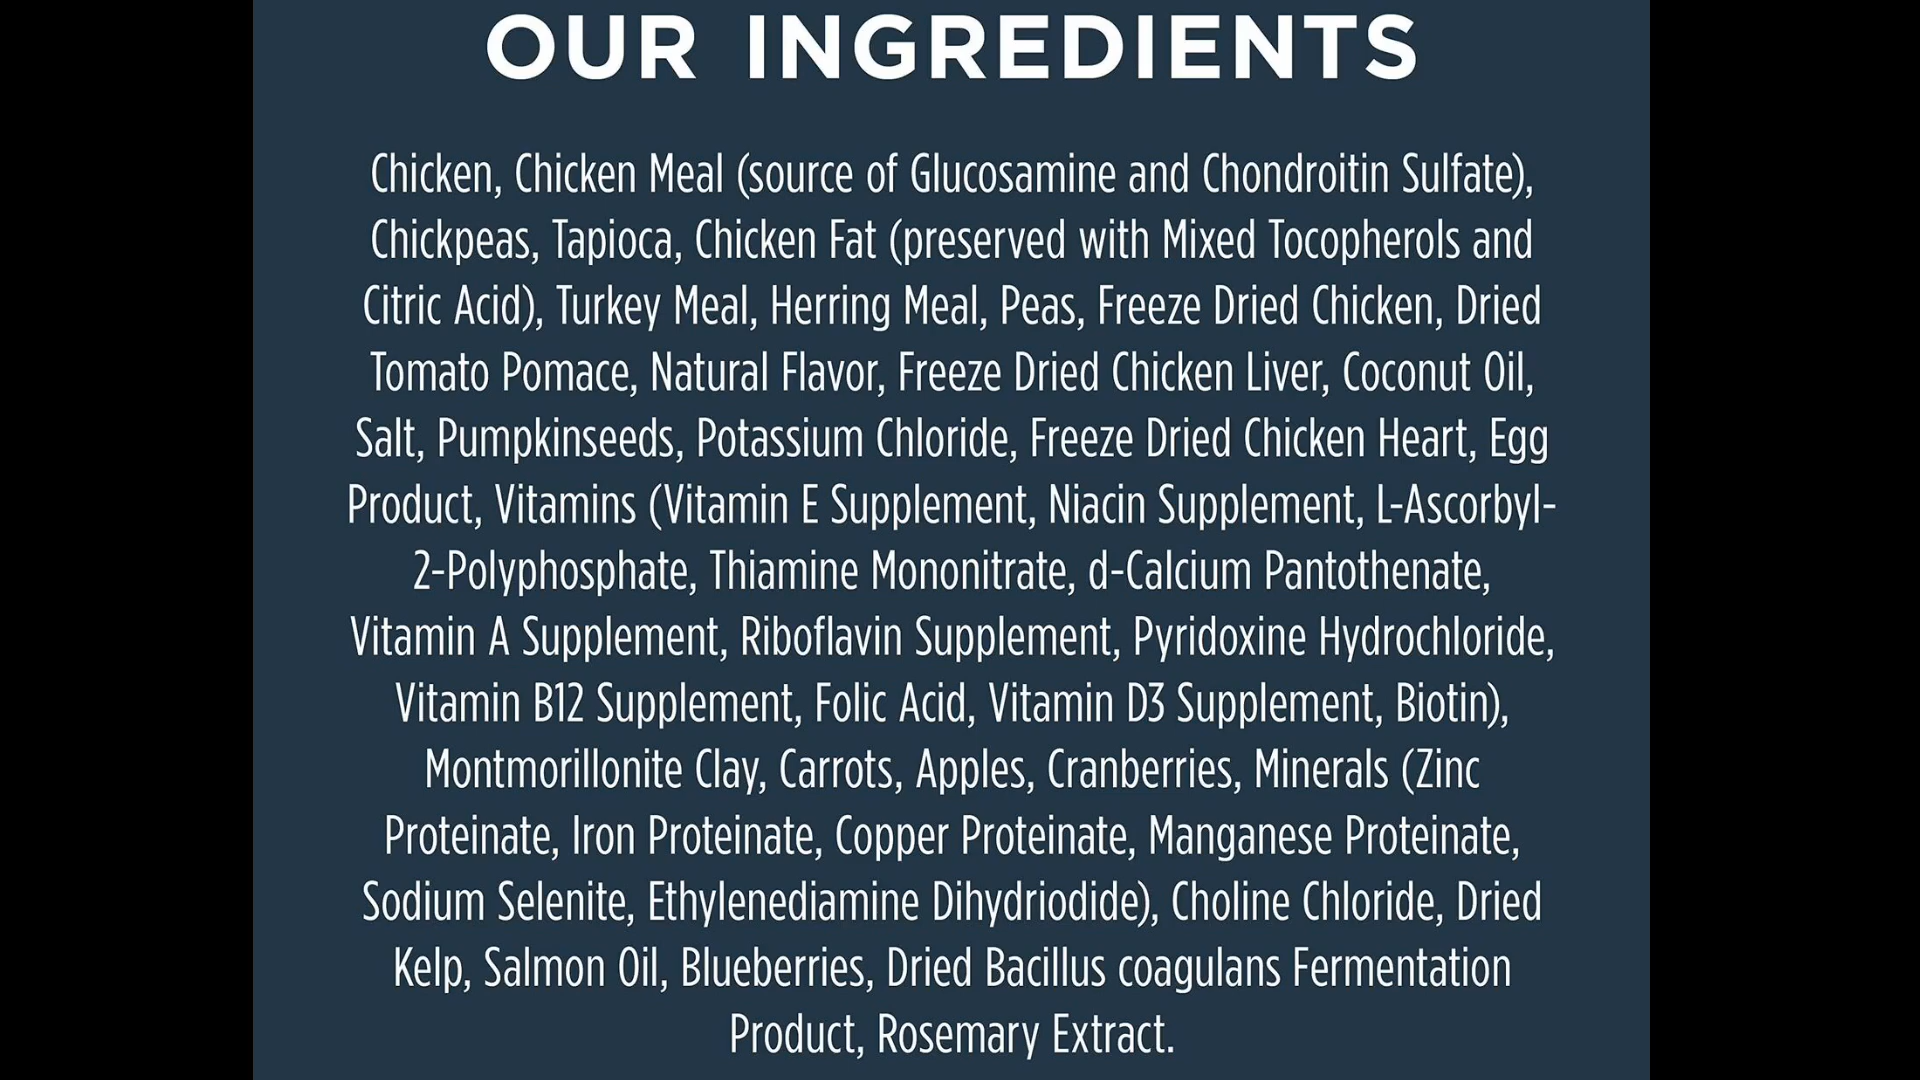 OUR INGREDIENTS
Chicken, Chicken Meal (source of Glucosamine and Chondroitin Sulfate),
Chickpeas, Tapioca, Chicken Fat (preserved with Mixed Tocopherols and
Citric Acid), Turkey Meal, Herring Meal, Peas, Freeze Dried Chicken, Dried
Tomato Pomace, Natural Flavor, Freeze Dried Chicken Liver, Coconut Oil,
Salt, Pumpkinseeds, Potassium Chloride, Freeze Dried Chicken Heart, Egg
Product, Vitamins (Vitamin E Supplement, Niacin Supplement, L-Ascorbyl-
2-Polyphosphate, Thiamine Mononitrate, d-Calcium Pantothenate,
Vitamin A Supplement, Riboflavin Supplement, Pyridoxine Hydrochloride,
Vitamin B12 Supplement, Folic Acid, Vitamin D3 Supplement, Biotin),
Montmorillonite Clay, Carrots, Apples, Cranberries, Minerals (Zinc
Proteinate, Iron Proteinate, Copper Proteinate, Manganese Proteinate,
Sodium Selenite, Ethylenediamine Dihydriodide), Choline Chloride, Dried
Kelp, Salmon Oil, Blueberries, Dried Bacillus coagulans Fermentation
Product, Rosemary Extract.